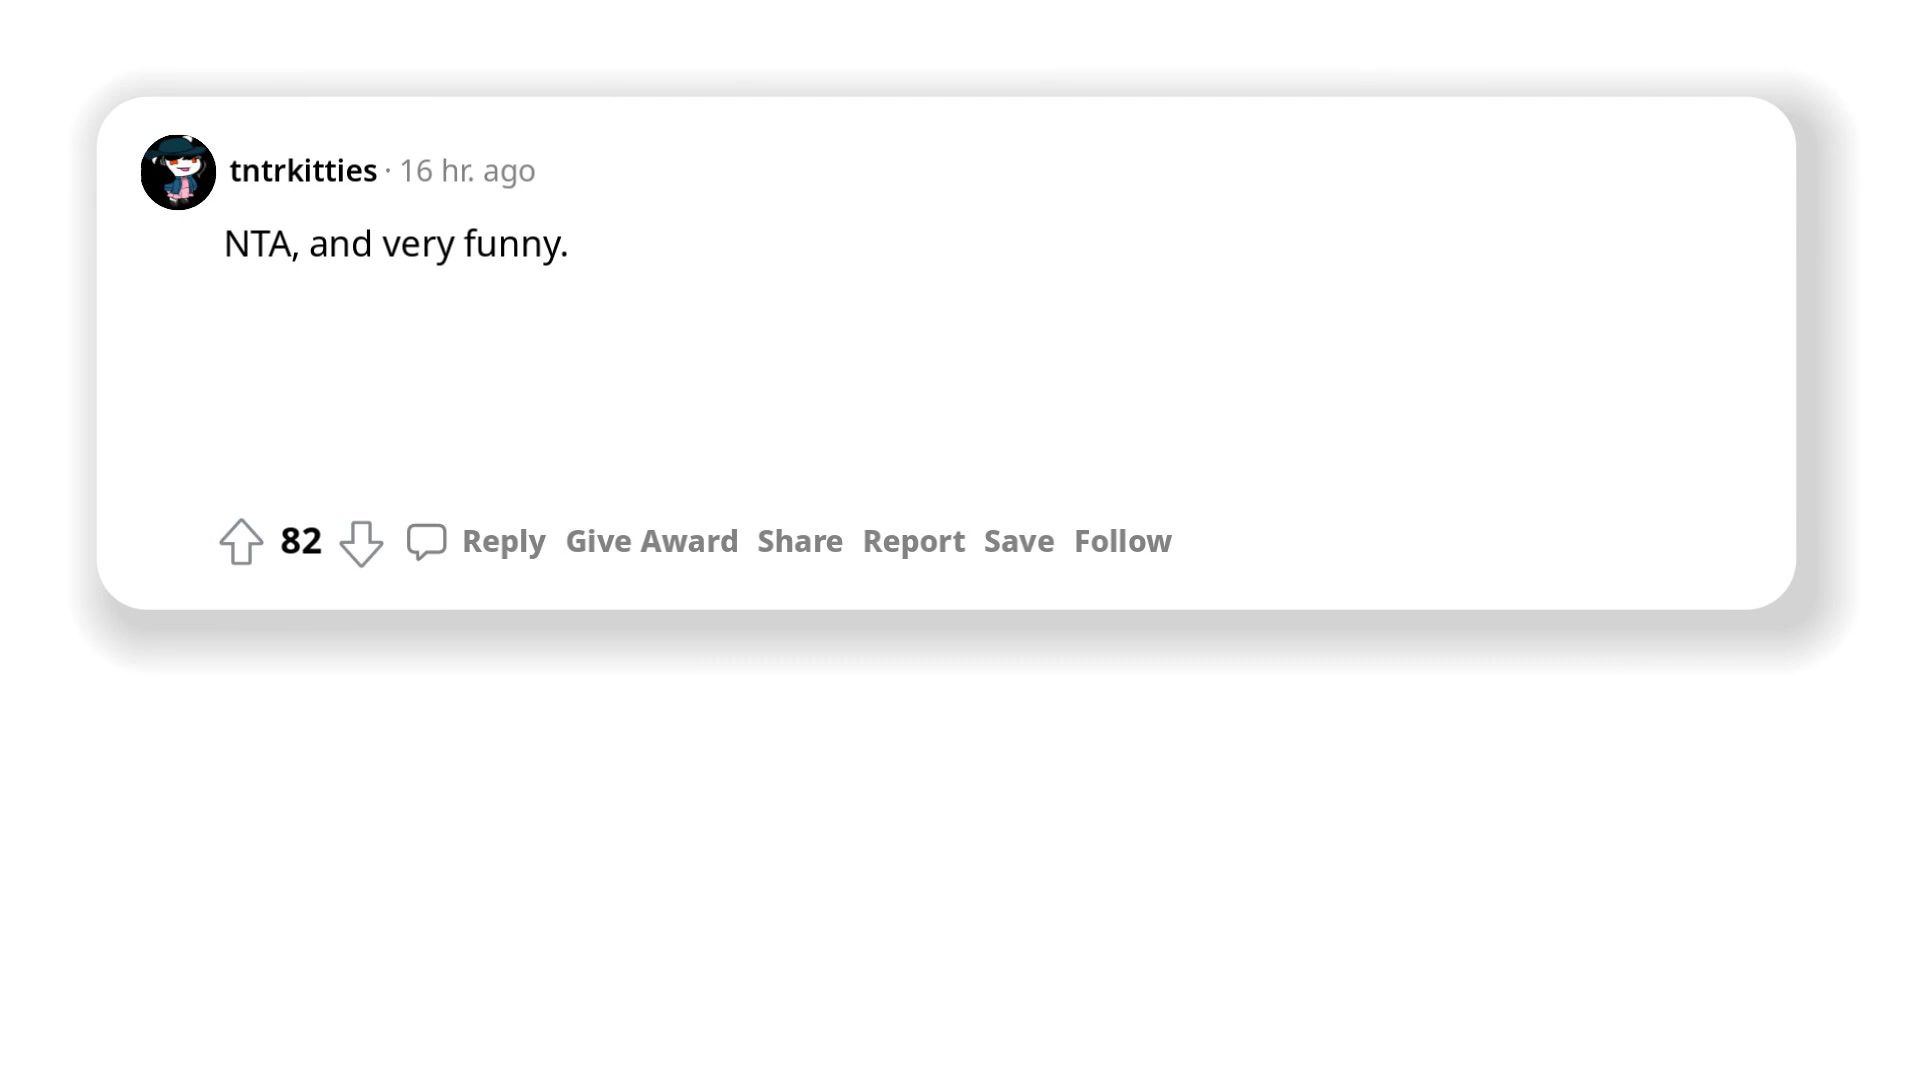 tntrkitties · 16 hr. ago
NTA, and very funny.
82 Reply Give Award Share Report Save Follow